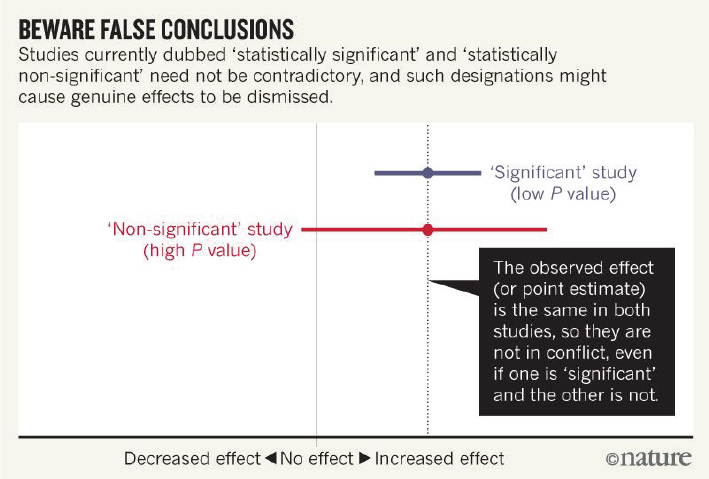 BEWARE FALSE CONCLUSIONS
Studies currently dubbed ‘statistically significant’ and ‘statistically
non-significant’ need not be contradictory, and such designations might
cause genuine effects to be dismissed.
‘Significant’ study
(low P value)
‘Non-significant’ study
(high P value)
The observed effect
(or point estimate)
is the same in both
studies, so they are
not in conflict, even
if one is ‘significant’
and the other is not.
Decreased effect ◀ No effect ▶ Increased effect
©nature